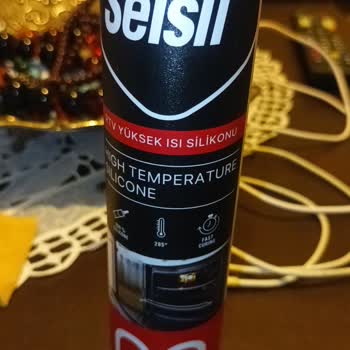 Selsil
RTV YÜKSEK ISI SİLİKONU
HIGH TEMPERATURE
SILICONE
285°
FAST
CURING